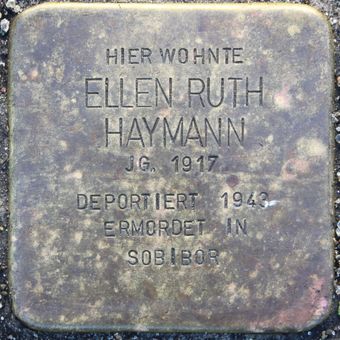 HIER WOHNTE
ELLEN RUTH
HAYMANN
JG. 1917
DEPORTIERT 1943
ERMORDET IN
SOBIBOR